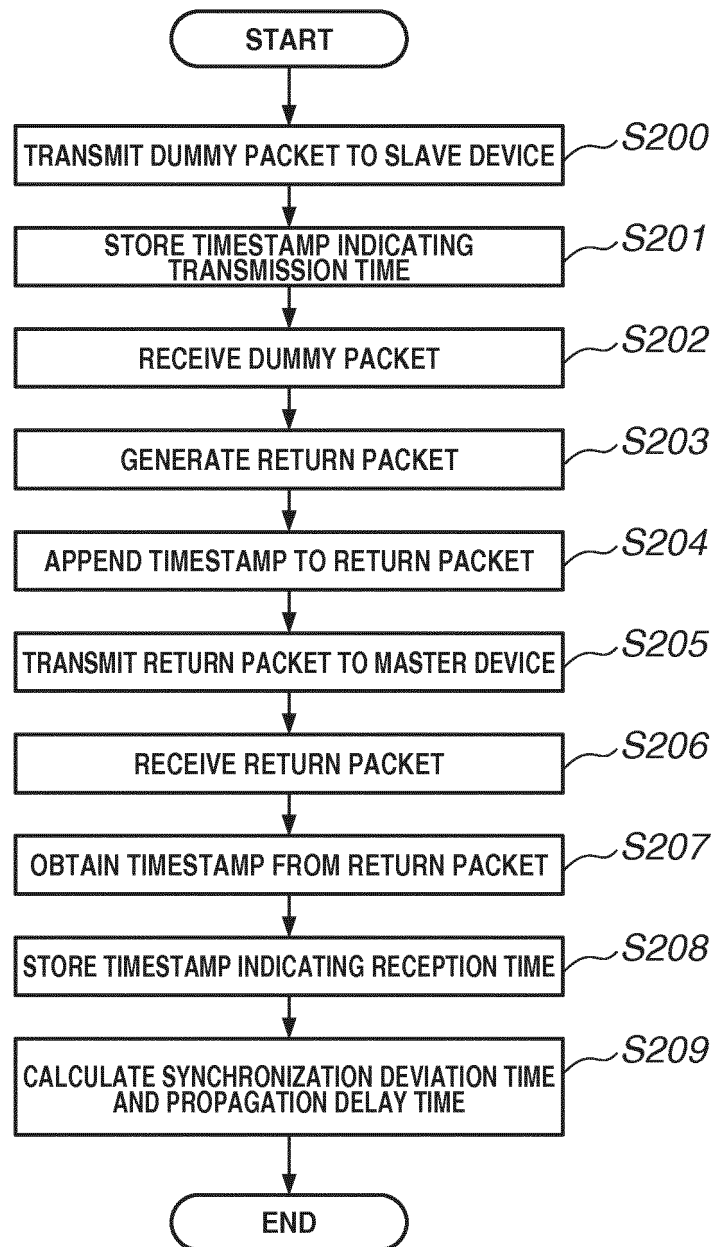 START
TRANSMIT DUMMY PACKET TO SLAVE DEVICE
S200
STORE TIMESTAMP INDICATING
TRANSMISSION TIME
S201
RECEIVE DUMMY PACKET
S202
GENERATE RETURN PACKET
S203
APPEND TIMESTAMP TO RETURN PACKET
S204
TRANSMIT RETURN PACKET TO MASTER DEVICE
S205
RECEIVE RETURN PACKET
S206
OBTAIN TIMESTAMP FROM RETURN PACKET
S207
STORE TIMESTAMP INDICATING RECEPTION TIME
S208
CALCULATE SYNCHRONIZATION DEVIATION TIME
AND PROPAGATION DELAY TIME
S209
END